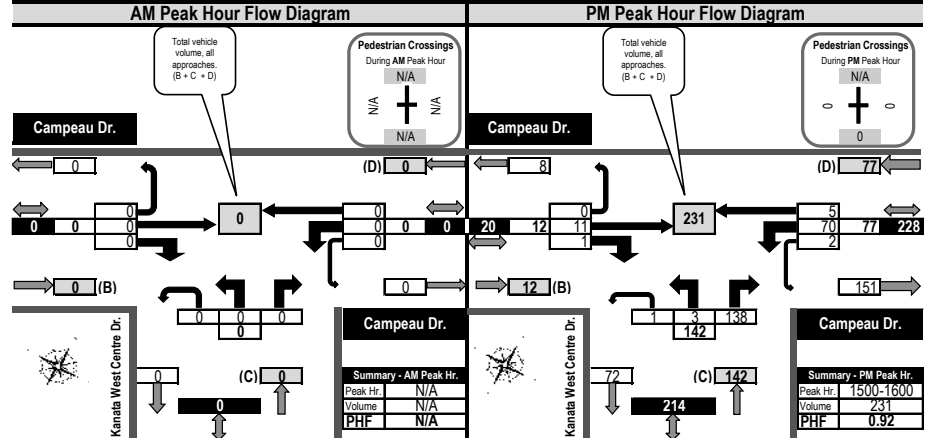 AM Peak Hour Flow Diagram
Total vehicle
volume, all
approaches.
(B + C + D)
Pedestrian Crossings
During AM Peak Hour
N/A
N/A
N/A
N/A
Campeau Dr.
0
(D) 0
0
0
0
0
0
0
0
0
0
0
0
0
0 (B)
0
0 0 0
0
Kanata West Centre Dr.
0
(C) 0
0
Campeau Dr.
Summary - AM Peak Hr.
Peak Hr. N/A
Volume N/A
PHF N/A
PM Peak Hour Flow Diagram
Total vehicle
volume, all
approaches.
(B + C + D)
Pedestrian Crossings
During PM Peak Hour
N/A
0
0
0
Campeau Dr.
8
(D) 77
20 12
0
11
1
231
5
70
2
77 228
12 (B)
151
1 3 138
142
Kanata West Centre Dr.
72
(C) 142
214
Campeau Dr.
Summary - PM Peak Hr.
Peak Hr. 1500-1600
Volume 231
PHF 0.92